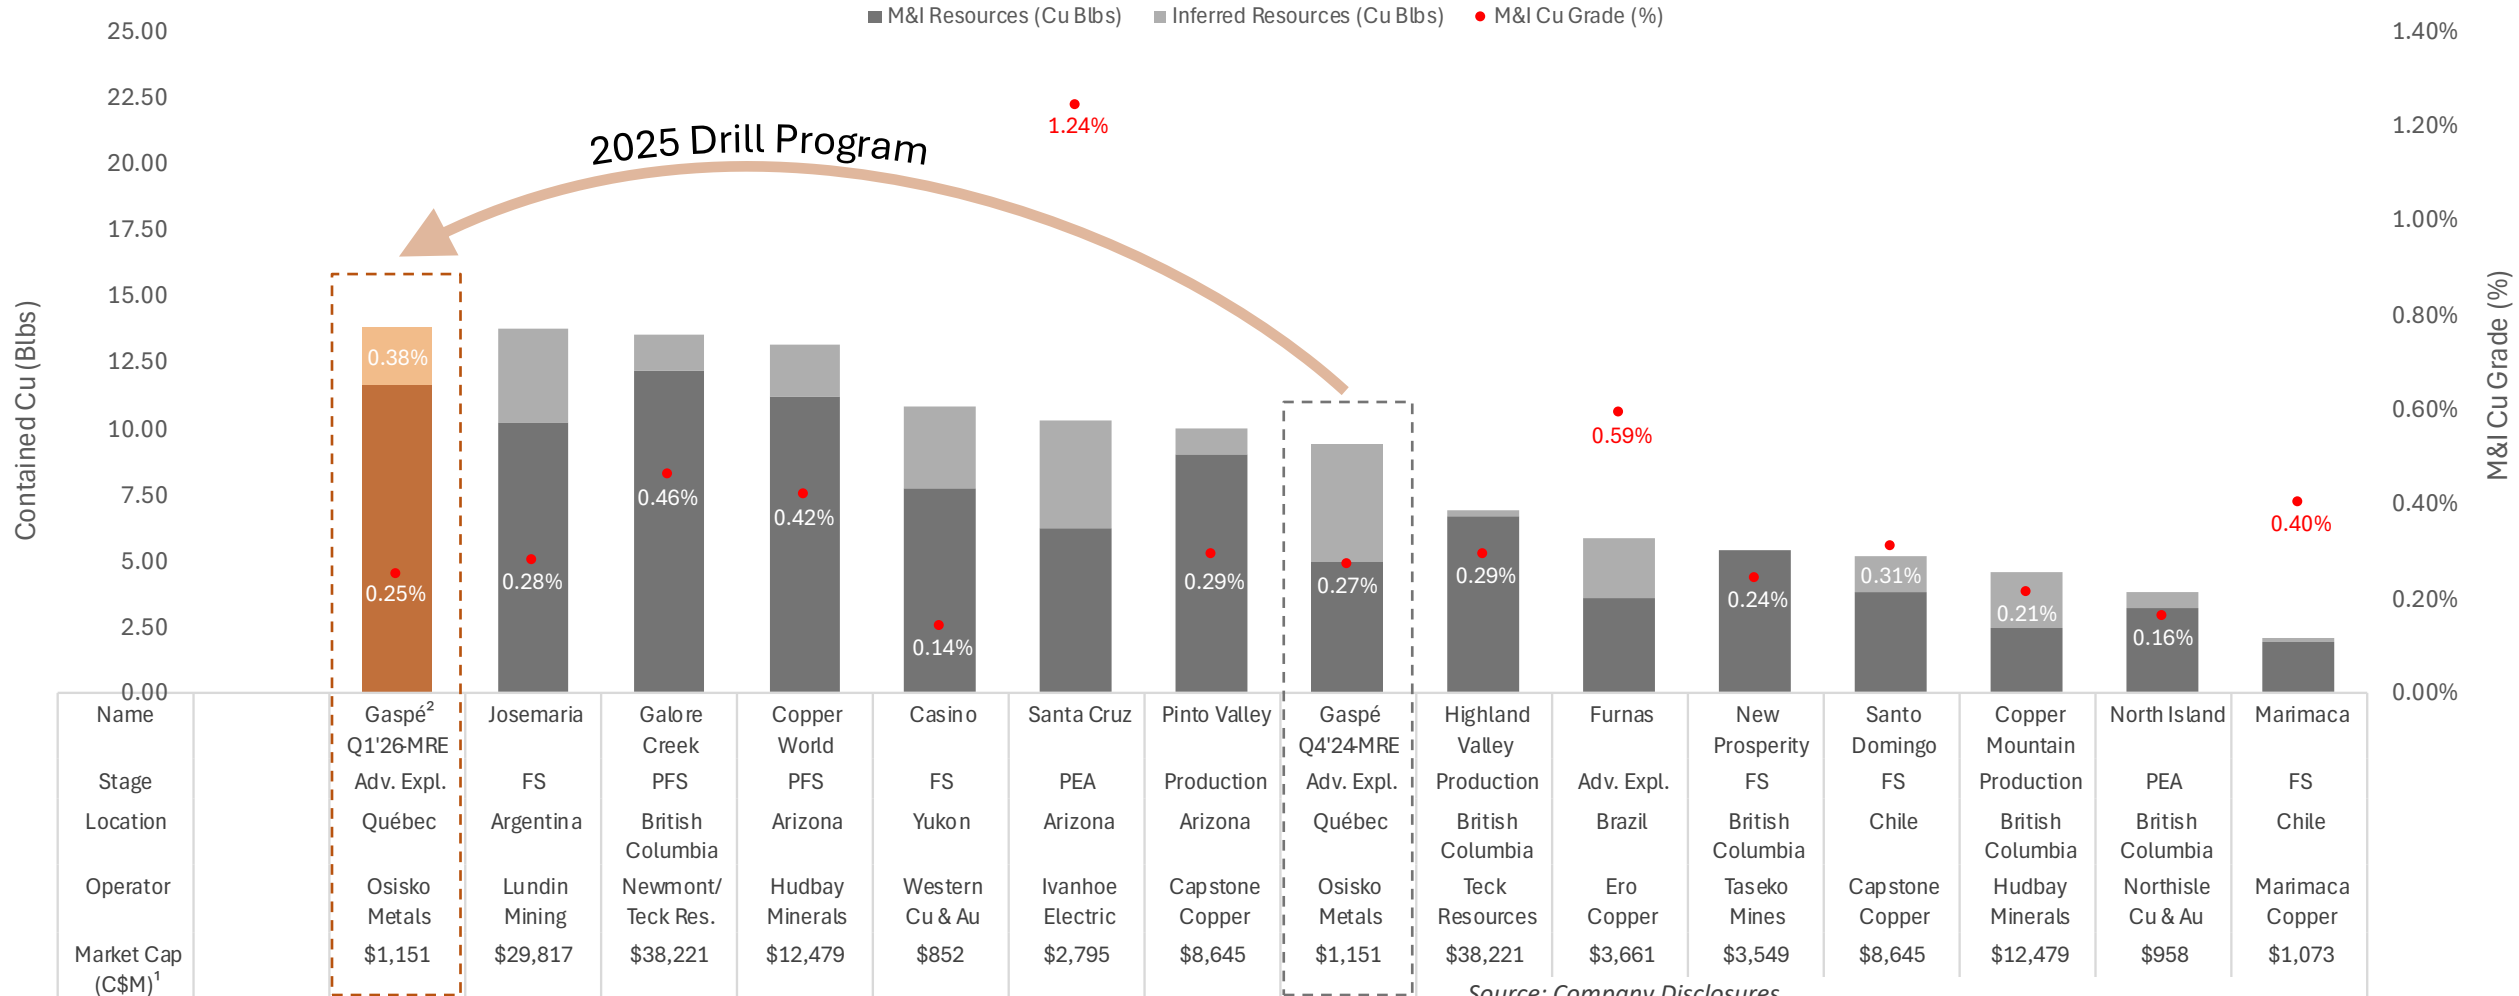 M&I Resources (Cu Blbs) Inferred Resources (Cu Blbs) M&I Cu Grade (%)
25.00 1.40%
22.50
1.24% 1.20%
2025 Drill Program
20.00
17.50 1.00%
15.00
0.80%
12.50
0.38%
10.00 0.60%
0.59%
7.50 0.46% 0.42% 0.40% 0.40%
5.00
0.25% 0.28% 0.14% 0.29% 0.27% 0.29% 0.24% 0.31% 0.21% 0.16%
2.50 0.20%
0.00 0.00%
Contained Cu (Blbs)
M&I Cu Grade (%)
Name Gaspé² Josemaria Galore Copper Casino Santa Cruz Pinto Valley Gaspé Highland Furnas New Santo Copper North Island Marimaca
Q1'26-MRE Creek World Q4'24-MRE Valley Prosperity Domingo Mountain
Stage Adv. Expl. FS PFS PFS FS PEA Production Adv. Expl. Production Adv. Expl. FS FS Production PEA FS
Location Québec Argentina British Arizona Yukon Arizona Arizona Québec British Brazil British Chile British British Chile
Columbia Columbia Columbia Columbia Columbia
Operator Osisko Lundin Newmont/ Hudbay Western Ivanhoe Capstone Osisko Teck Ero Taseko Capstone Hudbay Northisle Marimaca
Metals Mining Teck Res. Minerals Cu & Au Electric Copper Metals Resources Copper Mines Copper Minerals Cu & Au Copper
Market Cap $1,151 $29,817 $38,221 $12,479 $852 $2,795 $8,645 $1,151 $38,221 $3,661 $3,549 $8,645 $12,479 $958 $1,073
(C$M)¹
Source: Company Disclosures